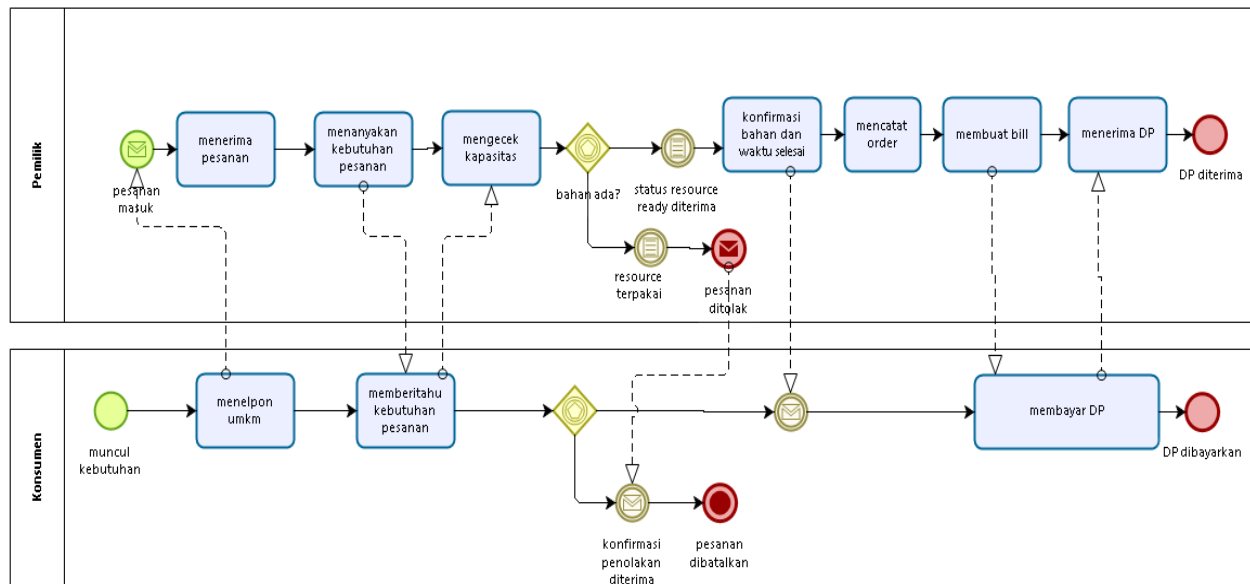 Pemilik
pesanan
masuk
menerima
pesanan
menanyakan
kebutuhan
pesanan
mengecek
kapasitas
bahan ada?
status resource
ready diterima
resource
terpakai
pesanan
ditolak
konfirmasi
bahan dan
waktu selesai
mencatat
order
membuat bill
menerima DP
DP diterima
Konsumen
muncul
kebutuhan
menelpon
umkm
memberitahu
kebutuhan
pesanan
konfirmasi
penolakan
diterima
pesanan
dibatalkan
membayar DP
DP dibayarkan